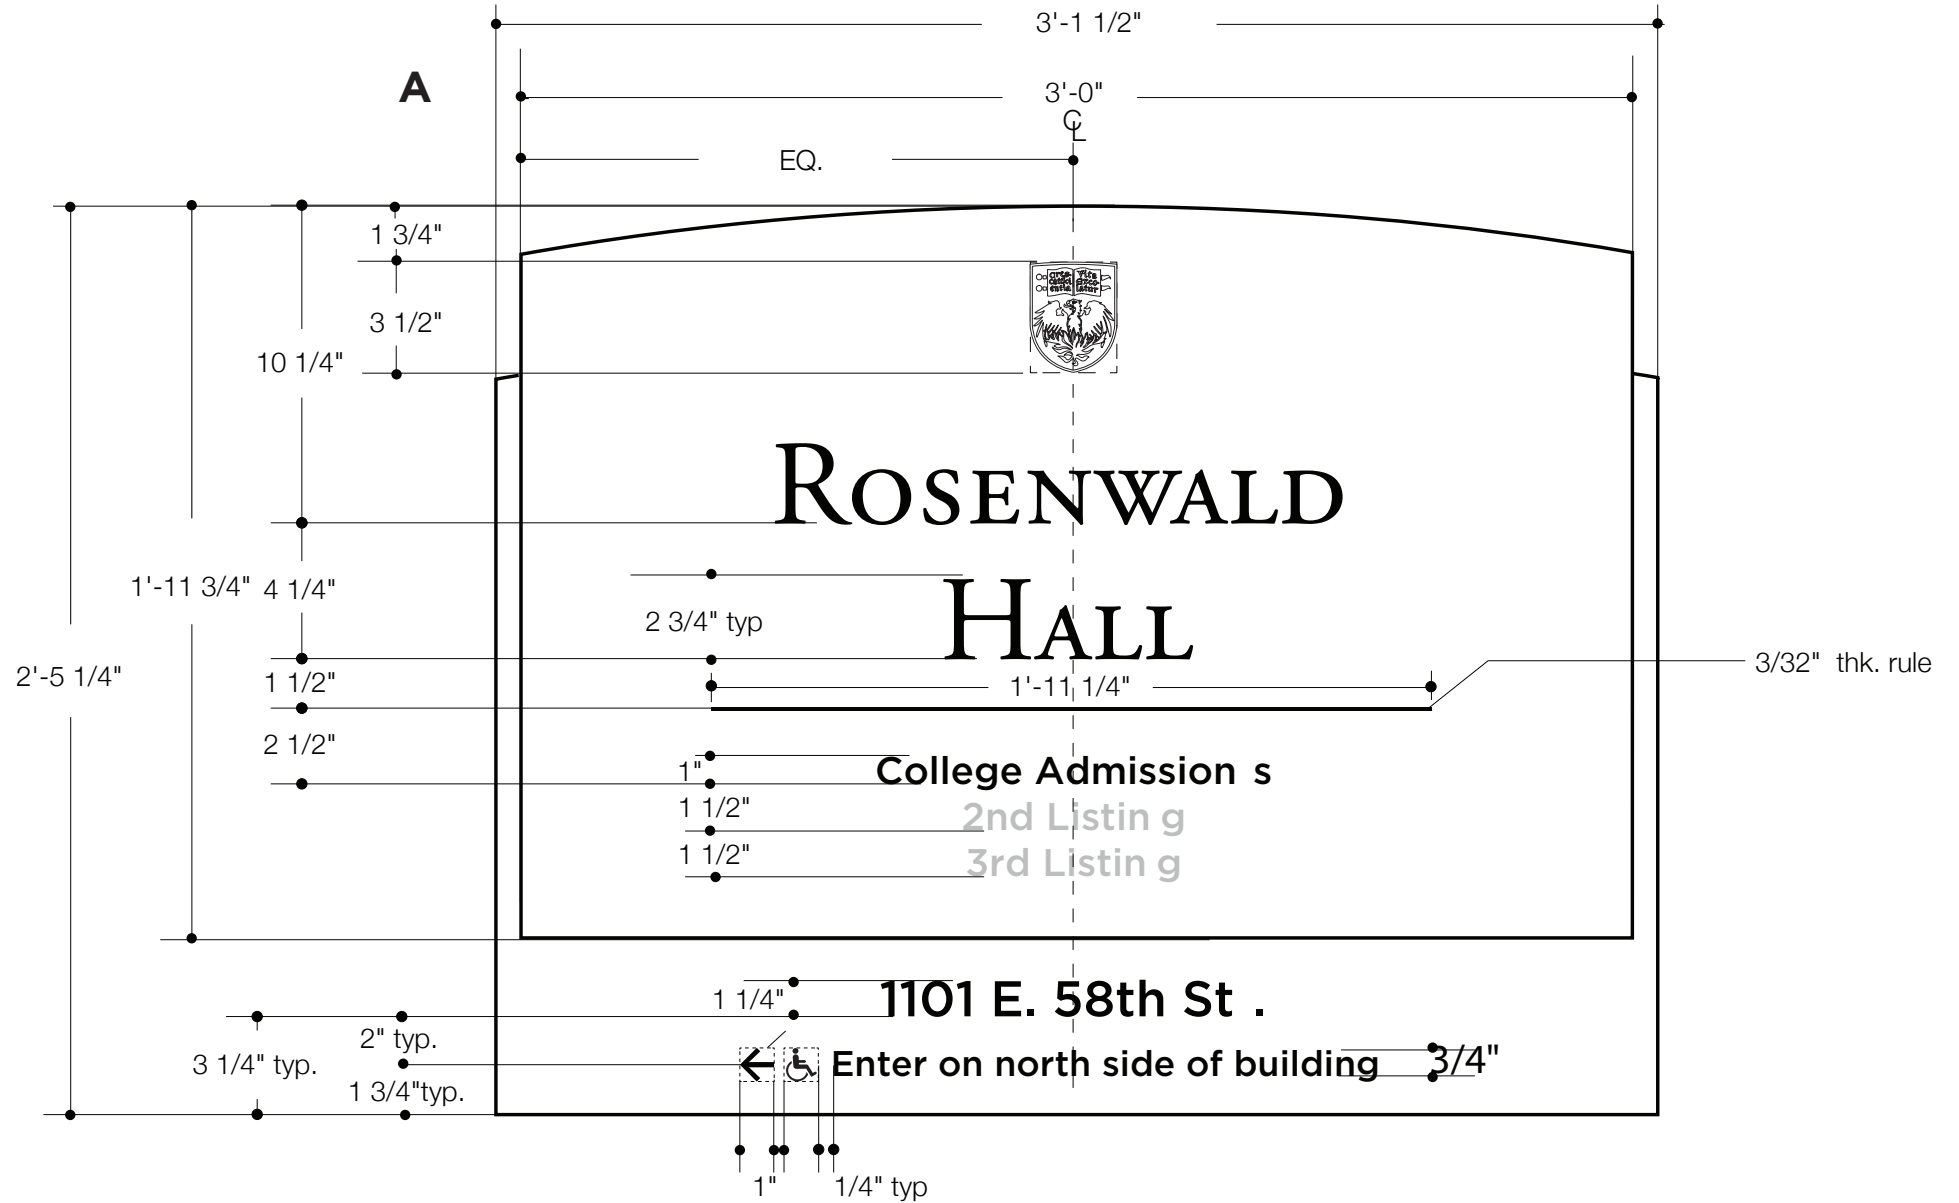 3'-1 1/2"
A
3'-0"
CL
EQ.
1 3/4"
3 1/2"
10 1/4"
ROSENWALD
1'-11 3/4"
4 1/4"
2 3/4" typ
HALL
2'-5 1/4"
1 1/2"
1'-11 1/4"
3/32" thk. rule
2 1/2"
1"
College Admission s
1 1/2"
2nd Listin g
1 1/2"
3rd Listin g
1 1/4"
1101 E. 58th St .
2" typ.
3 1/4" typ.
Enter on north side of building
3/4"
1 3/4"typ.
1"
1/4" typ